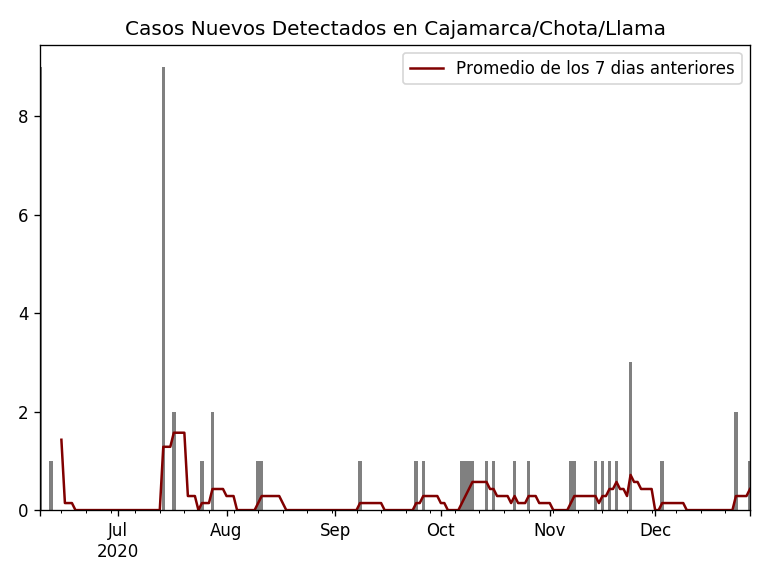 Casos Nuevos Detectados en Cajamarca/Chota/Llama
Promedio de los 7 dias anteriores
8
6
4
2
0
Jul Aug Sep Oct Nov Dec
2020